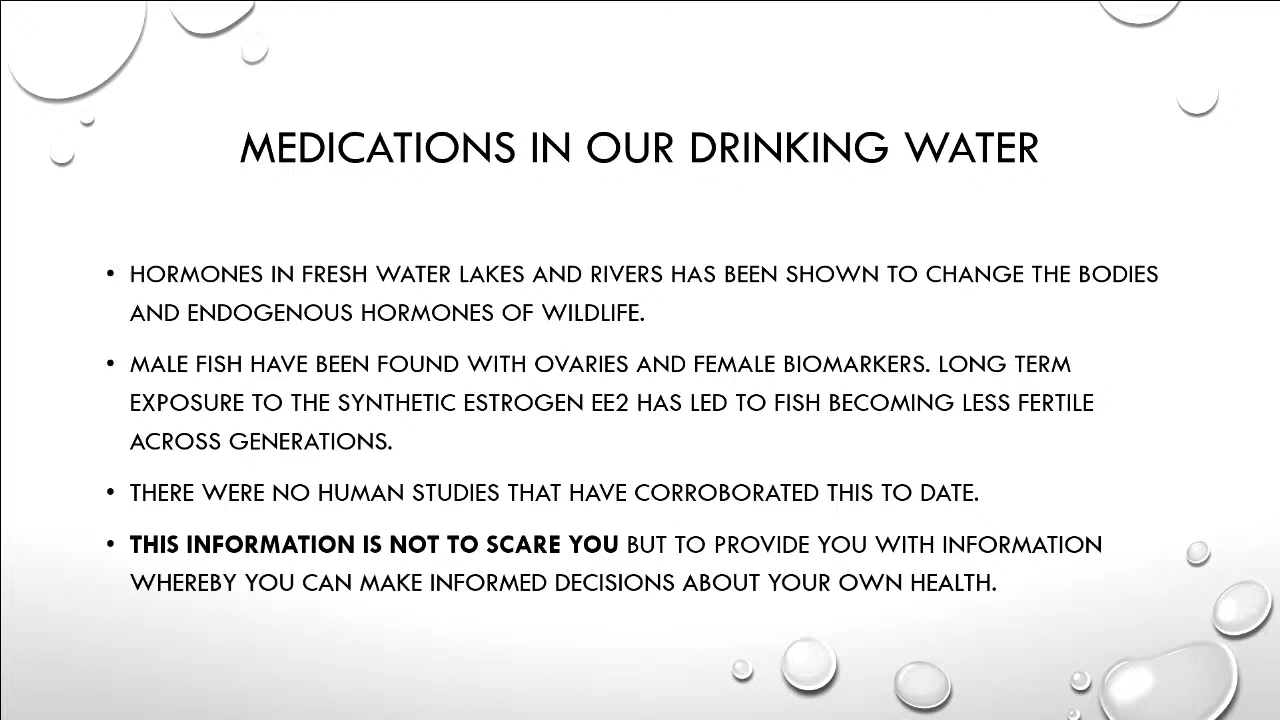 MEDICATIONS IN OUR DRINKING WATER
• HORMONES IN FRESH WATER LAKES AND RIVERS HAS BEEN SHOWN TO CHANGE THE BODIES
AND ENDOGENOUS HORMONES OF WILDLIFE.
• MALE FISH HAVE BEEN FOUND WITH OVARIES AND FEMALE BIOMARKERS. LONG TERM
EXPOSURE TO THE SYNTHETIC ESTROGEN EE2 HAS LED TO FISH BECOMING LESS FERTILE
ACROSS GENERATIONS.
• THERE WERE NO HUMAN STUDIES THAT HAVE CORROBORATED THIS TO DATE.
• THIS INFORMATION IS NOT TO SCARE YOU BUT TO PROVIDE YOU WITH INFORMATION
WHEREBY YOU CAN MAKE INFORMED DECISIONS ABOUT YOUR OWN HEALTH.